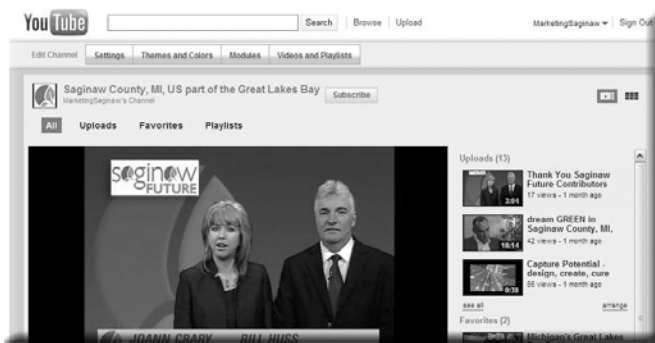 You Tube Search Browse Upload MarketingSaginaw Sign Out
Edit Channel Settings Themes and Colors Modules Videos and Playlists
Saginaw County, MI, US part of the Great Lakes Bay Subscribe
MarketingSaginaw's Channel
All Uploads Favorites Playlists
saginaw
FUTURE
JOANN CRARY BILL HUSS
Uploads (13)
Thank You Saginaw
Future Contributors
17 views - 1 month ago
3:04
dream GREEN in
Saginaw County, MI,
42 views - 1 month ago
10:14
Capture Potential -
design, create, cure
86 views - 1 month ago
0:38
see all arrange
Favorites (2)
Michigan's Great Lakes